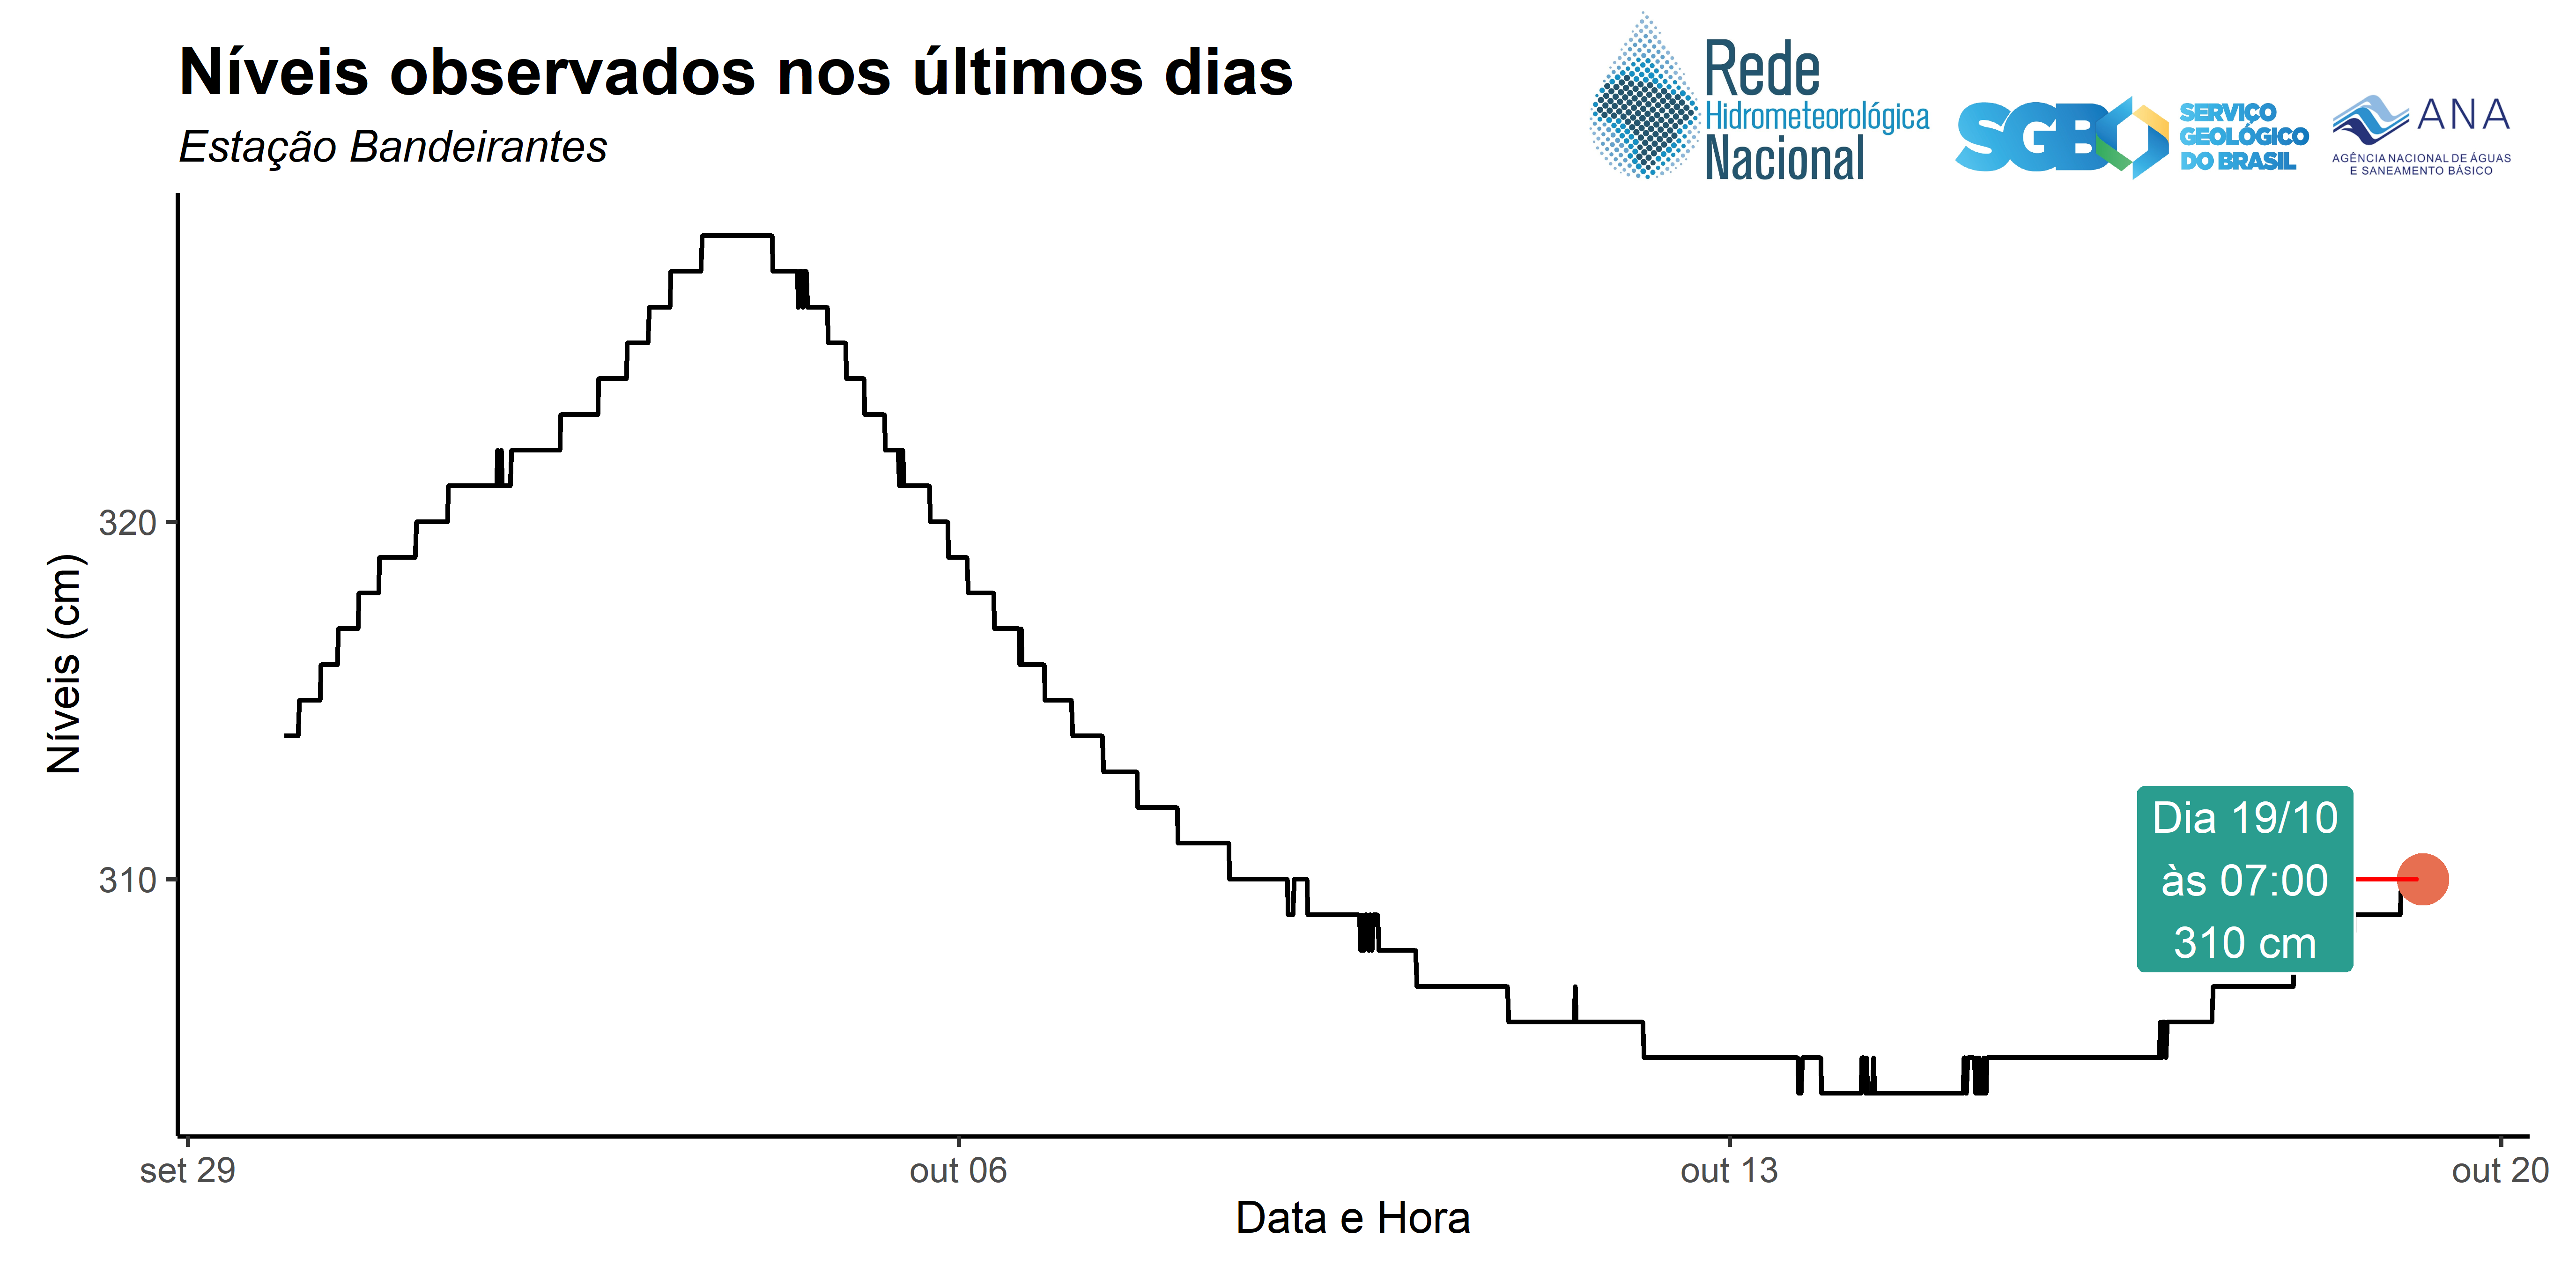 Níveis observados nos últimos dias
Estação Bandeirantes
Rede
Hidrometeorológica
Nacional
SGB
SERVIÇO
GEOLÓGICO
DO BRASIL
ANA
AGÊNCIA NACIONAL DE ÁGUAS
E SANEAMENTO BÁSICO
Níveis (cm)
320
310
Dia 19/10
às 07:00
310 cm
set 29
out 06
out 13
out 20
Data e Hora